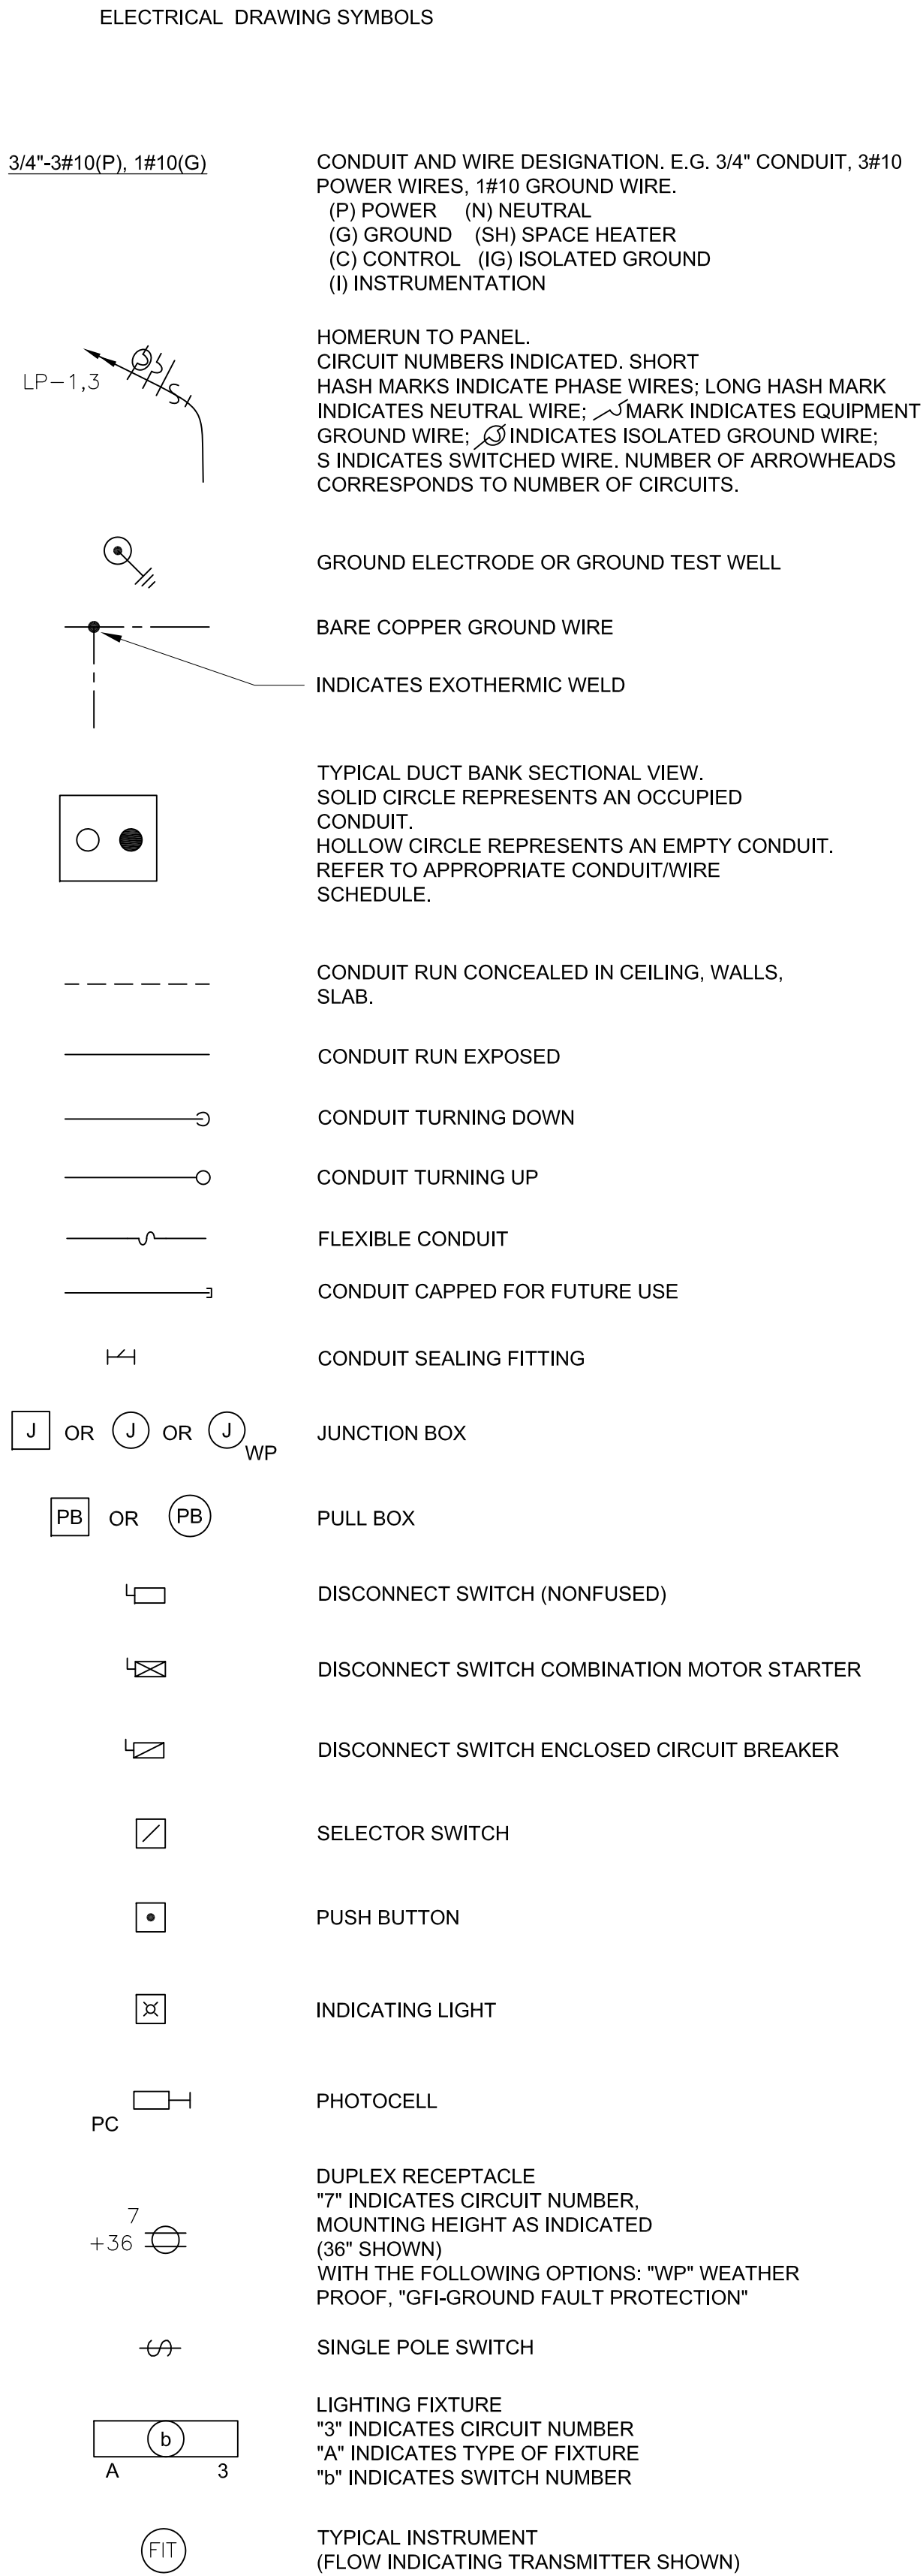 ELECTRICAL DRAWING SYMBOLS
3/4"-3#10(P), 1#10(G)
CONDUIT AND WIRE DESIGNATION. E.G. 3/4" CONDUIT, 3#10
POWER WIRES, 1#10 GROUND WIRE.
(P) POWER (N) NEUTRAL
(G) GROUND (SH) SPACE HEATER
(C) CONTROL (IG) ISOLATED GROUND
(I) INSTRUMENTATION
LP-1,3
S
HOMERUN TO PANEL.
CIRCUIT NUMBERS INDICATED. SHORT
HASH MARKS INDICATE PHASE WIRES; LONG HASH MARK
INDICATES NEUTRAL WIRE; MARK INDICATES EQUIPMENT
GROUND WIRE; INDICATES ISOLATED GROUND WIRE;
S INDICATES SWITCHED WIRE. NUMBER OF ARROWHEADS
CORRESPONDS TO NUMBER OF CIRCUITS.
GROUND ELECTRODE OR GROUND TEST WELL
BARE COPPER GROUND WIRE
INDICATES EXOTHERMIC WELD
TYPICAL DUCT BANK SECTIONAL VIEW.
SOLID CIRCLE REPRESENTS AN OCCUPIED
CONDUIT.
HOLLOW CIRCLE REPRESENTS AN EMPTY CONDUIT.
REFER TO APPROPRIATE CONDUIT/WIRE
SCHEDULE.
CONDUIT RUN CONCEALED IN CEILING, WALLS,
SLAB.
CONDUIT RUN EXPOSED
CONDUIT TURNING DOWN
CONDUIT TURNING UP
FLEXIBLE CONDUIT
CONDUIT CAPPED FOR FUTURE USE
CONDUIT SEALING FITTING
J OR J OR J WP
JUNCTION BOX
PB OR PB
PULL BOX
DISCONNECT SWITCH (NONFUSED)
DISCONNECT SWITCH COMBINATION MOTOR STARTER
DISCONNECT SWITCH ENCLOSED CIRCUIT BREAKER
SELECTOR SWITCH
PUSH BUTTON
INDICATING LIGHT
PC
PHOTOCELL
7
+36
DUPLEX RECEPTACLE
"7" INDICATES CIRCUIT NUMBER,
MOUNTING HEIGHT AS INDICATED
(36" SHOWN)
WITH THE FOLLOWING OPTIONS: "WP" WEATHER
PROOF, "GFI-GROUND FAULT PROTECTION"
SINGLE POLE SWITCH
b
A 3
LIGHTING FIXTURE
"3" INDICATES CIRCUIT NUMBER
"A" INDICATES TYPE OF FIXTURE
"b" INDICATES SWITCH NUMBER
FIT
TYPICAL INSTRUMENT
(FLOW INDICATING TRANSMITTER SHOWN)